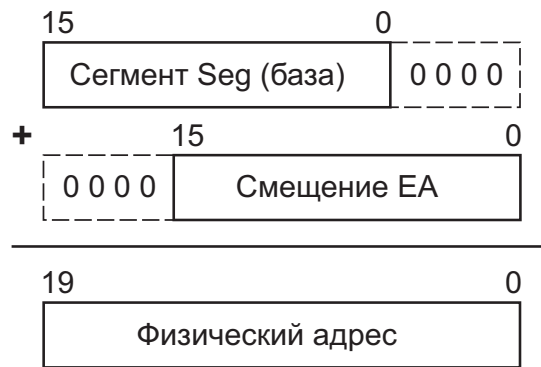 15 0
Сегмент Seg (база) 0 0 0 0
+ 15 0
0 0 0 0 Смещение EA
19 0
Физический адрес